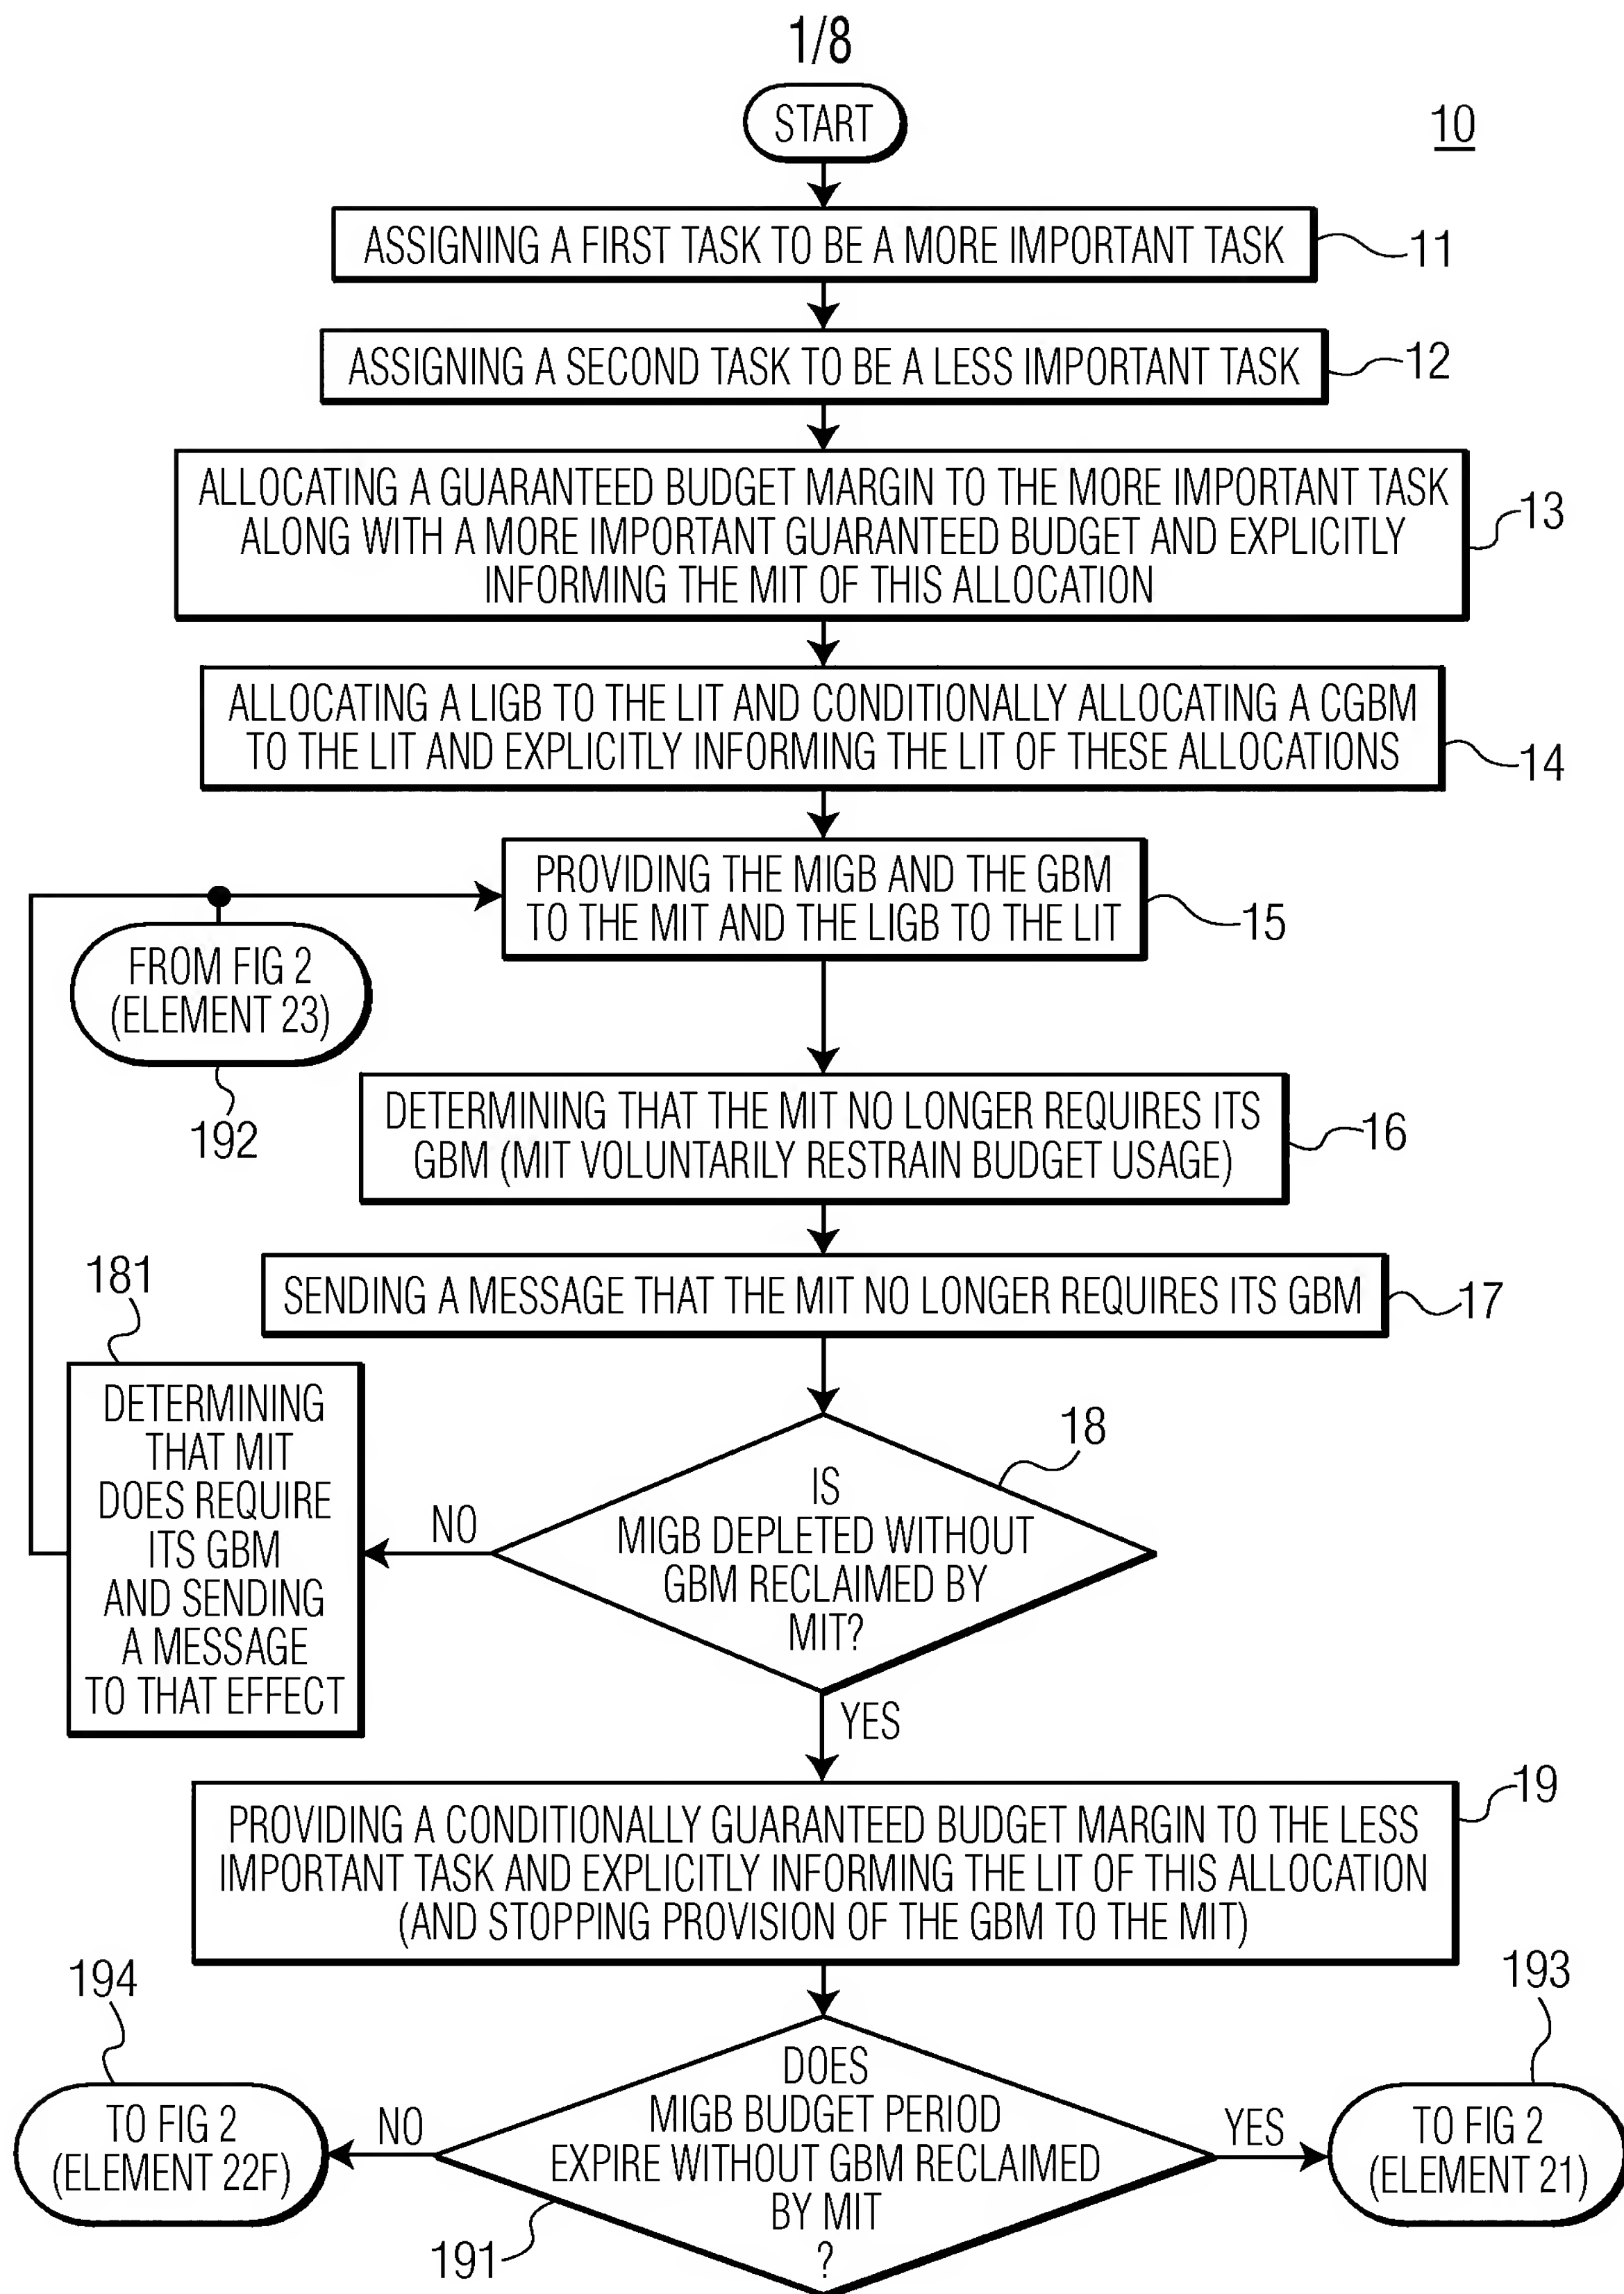 1/8
START
10
ASSIGNING A FIRST TASK TO BE A MORE IMPORTANT TASK
11
ASSIGNING A SECOND TASK TO BE A LESS IMPORTANT TASK
12
ALLOCATING A GUARANTEED BUDGET MARGIN TO THE MORE IMPORTANT TASK
ALONG WITH A MORE IMPORTANT GUARANTEED BUDGET AND EXPLICITLY
INFORMING THE MIT OF THIS ALLOCATION
13
ALLOCATING A LIGB TO THE LIT AND CONDITIONALLY ALLOCATING A CGBM
TO THE LIT AND EXPLICITLY INFORMING THE LIT OF THESE ALLOCATIONS
14
PROVIDING THE MIGB AND THE GBM
TO THE MIT AND THE LIGB TO THE LIT
15
FROM FIG 2
(ELEMENT 23)
192
DETERMINING THAT THE MIT NO LONGER REQUIRES ITS
GBM (MIT VOLUNTARILY RESTRAIN BUDGET USAGE)
16
SENDING A MESSAGE THAT THE MIT NO LONGER REQUIRES ITS GBM
17
181
DETERMINING
THAT MIT
DOES REQUIRE
ITS GBM
AND SENDING
A MESSAGE
TO THAT EFFECT
NO
18
IS
MIGB DEPLETED WITHOUT
GBM RECLAIMED BY
MIT?
YES
PROVIDING A CONDITIONALLY GUARANTEED BUDGET MARGIN TO THE LESS
IMPORTANT TASK AND EXPLICITLY INFORMING THE LIT OF THIS ALLOCATION
(AND STOPPING PROVISION OF THE GBM TO THE MIT)
19
194
TO FIG 2
(ELEMENT 22F)
NO
DOES
MIGB BUDGET PERIOD
EXPIRE WITHOUT GBM RECLAIMED
BY MIT
?
191
YES
193
TO FIG 2
(ELEMENT 21)